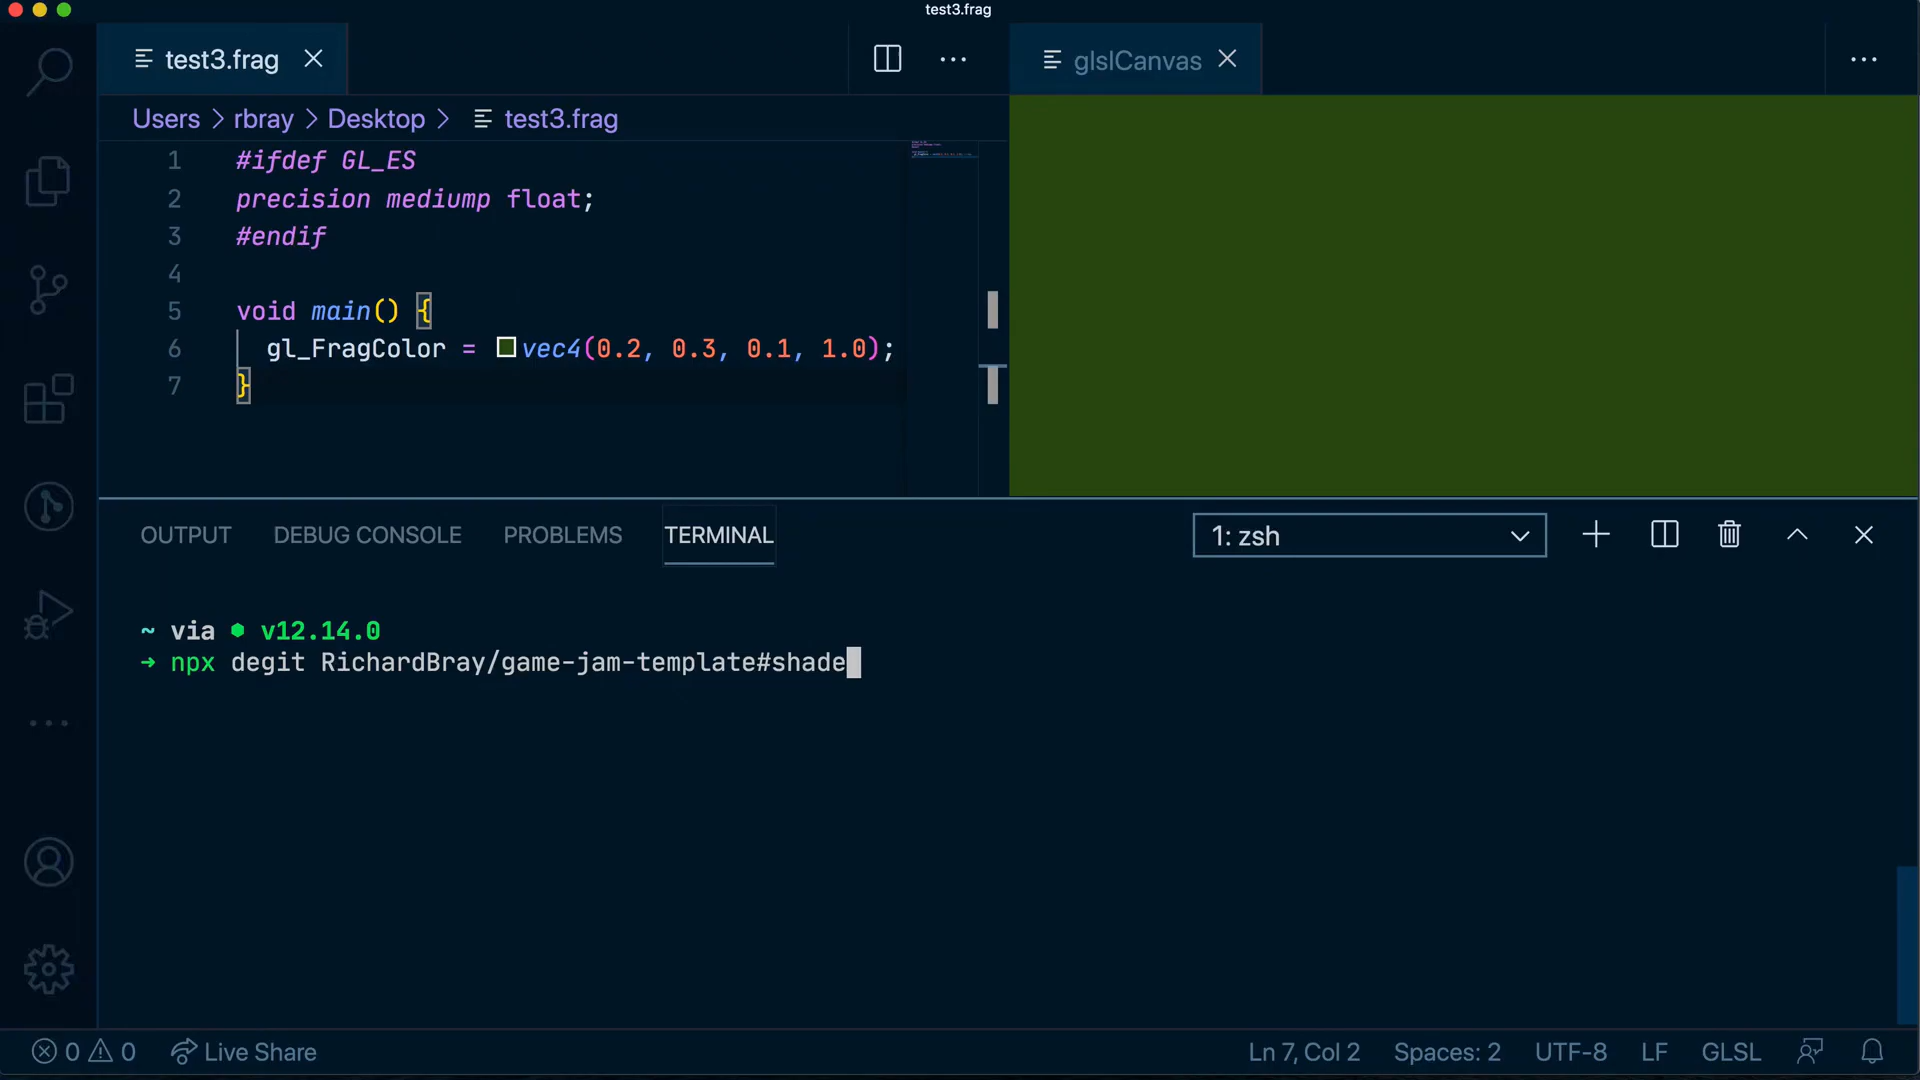 test3.frag
test3.frag
glslCanvas
Users > rbray > Desktop > test3.frag
1 #ifdef GL_ES
2 precision mediump float;
3 #endif
4
5 void main() {
6 gl_FragColor = vec4(0.2, 0.3, 0.1, 1.0);
7 }
OUTPUT DEBUG CONSOLE PROBLEMS TERMINAL 1: zsh
~ via ● v12.14.0
➜ npx degit RichardBray/game-jam-template#shade
0 0 Live Share Ln 7, Col 2 Spaces: 2 UTF-8 LF GLSL